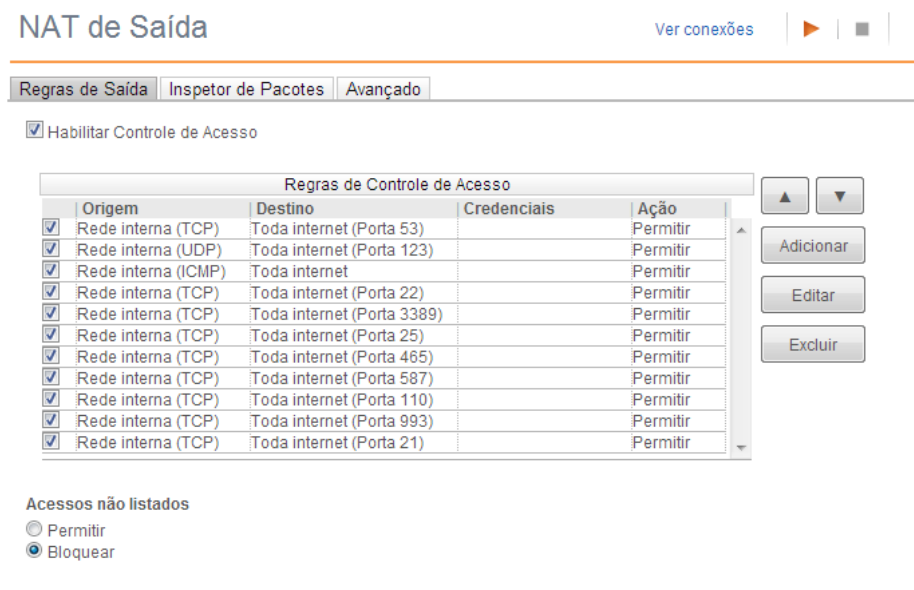 NAT de Saída
Ver conexões
Regras de Saída Inspetor de Pacotes Avançado
Habilitar Controle de Acesso
Regras de Controle de Acesso
Origem Destino Credenciais Ação
Rede interna (TCP) Toda internet (Porta 53) Permitir
Rede interna (UDP) Toda internet (Porta 123) Permitir
Rede interna (ICMP) Toda internet Permitir
Rede interna (TCP) Toda internet (Porta 22) Permitir
Rede interna (TCP) Toda internet (Porta 3389) Permitir
Rede interna (TCP) Toda internet (Porta 25) Permitir
Rede interna (TCP) Toda internet (Porta 465) Permitir
Rede interna (TCP) Toda internet (Porta 587) Permitir
Rede interna (TCP) Toda internet (Porta 110) Permitir
Rede interna (TCP) Toda internet (Porta 993) Permitir
Rede interna (TCP) Toda internet (Porta 21) Permitir
Adicionar
Editar
Excluir
Acessos não listados
Permitir
Bloquear